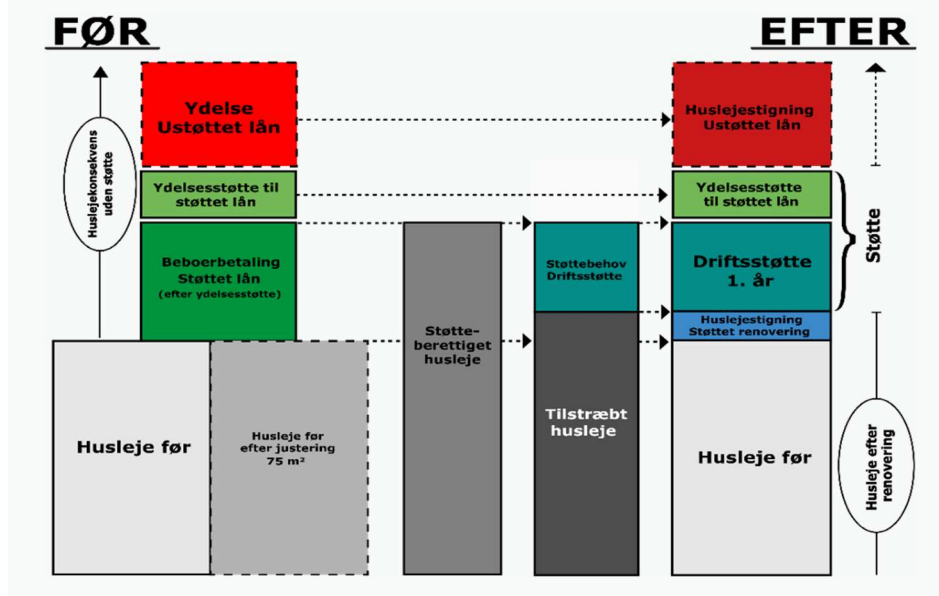 FØR
EFTER
Huslejekonsekvens
uden støtte
Ydelse
Ustøttet lån
Ydelsesstøtte til
støttet lån
Beboerbetaling
Støttet lån
(efter ydelsesstøtte)
Husleje før
Husleje før
efter justering
75 m²
Støtte-
berettiget
husleje
Støttebehov
Driftsstøtte
Tilstræbt
husleje
Huslejestigning
Ustøttet lån
Ydelsesstøtte
til støttet lån
Driftsstøtte
1. år
Huslejestigning
Støttet renovering
Husleje før
Støtte
Husleje efter
renovering